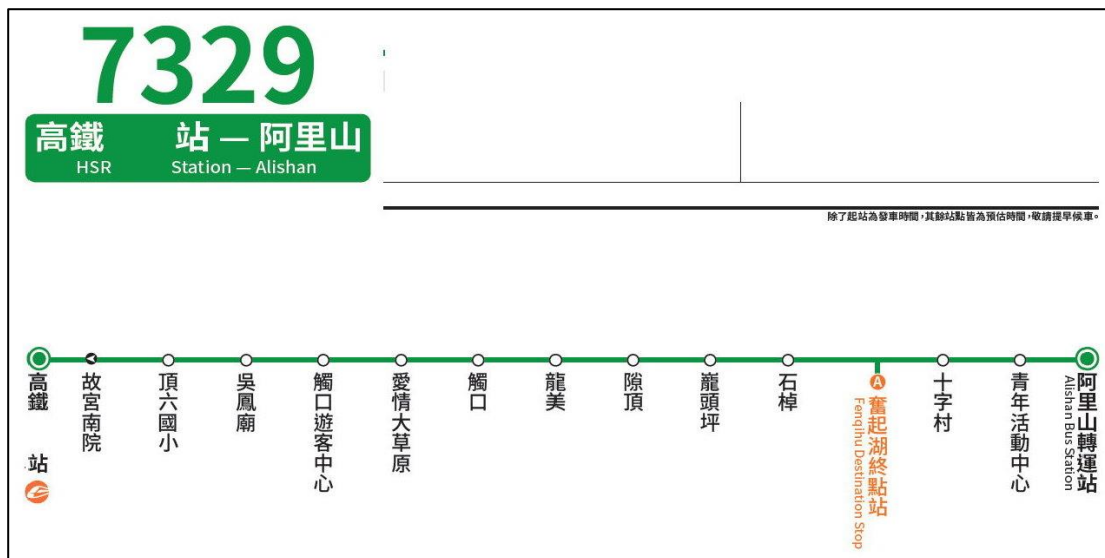 7329
高鐵 站 — 阿里山
HSR Station — Alishan
除了起站為發車時間,其餘站點皆為預估時間,敬請提早候車。
高鐵 站
故宮南院
頂六國小
吳鳳廟
觸口遊客中心
愛情大草原
觸口
龍美
隙頂
巃頭坪
石棹
A 奮起湖終點站
Fenqihu Destination Stop
十字村
青年活動中心
阿里山轉運站
Alishan Bus Station